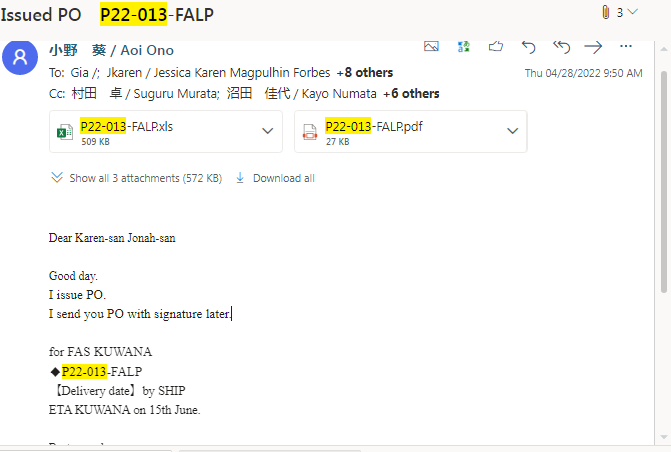 Issued PO P22-013-FALP
3
小野 葵 / Aoi Ono
To: Gia /; Jkaren / Jessica Karen Magpulhin Forbes +8 others
Thu 04/28/2022 9:50 AM
Cc: 村田 卓 / Suguru Murata; 沼田 佳代 / Kayo Numata +6 others
P22-013-FALP.xls
509 KB
P22-013-FALP.pdf
27 KB
Show all 3 attachments (572 KB) Download all
Dear Karen-san Jonah-san
Good day.
I issue PO.
I send you PO with signature later.
for FAS KUWANA
◆P22-013-FALP
【Delivery date】by SHIP
ETA KUWANA on 15th June.